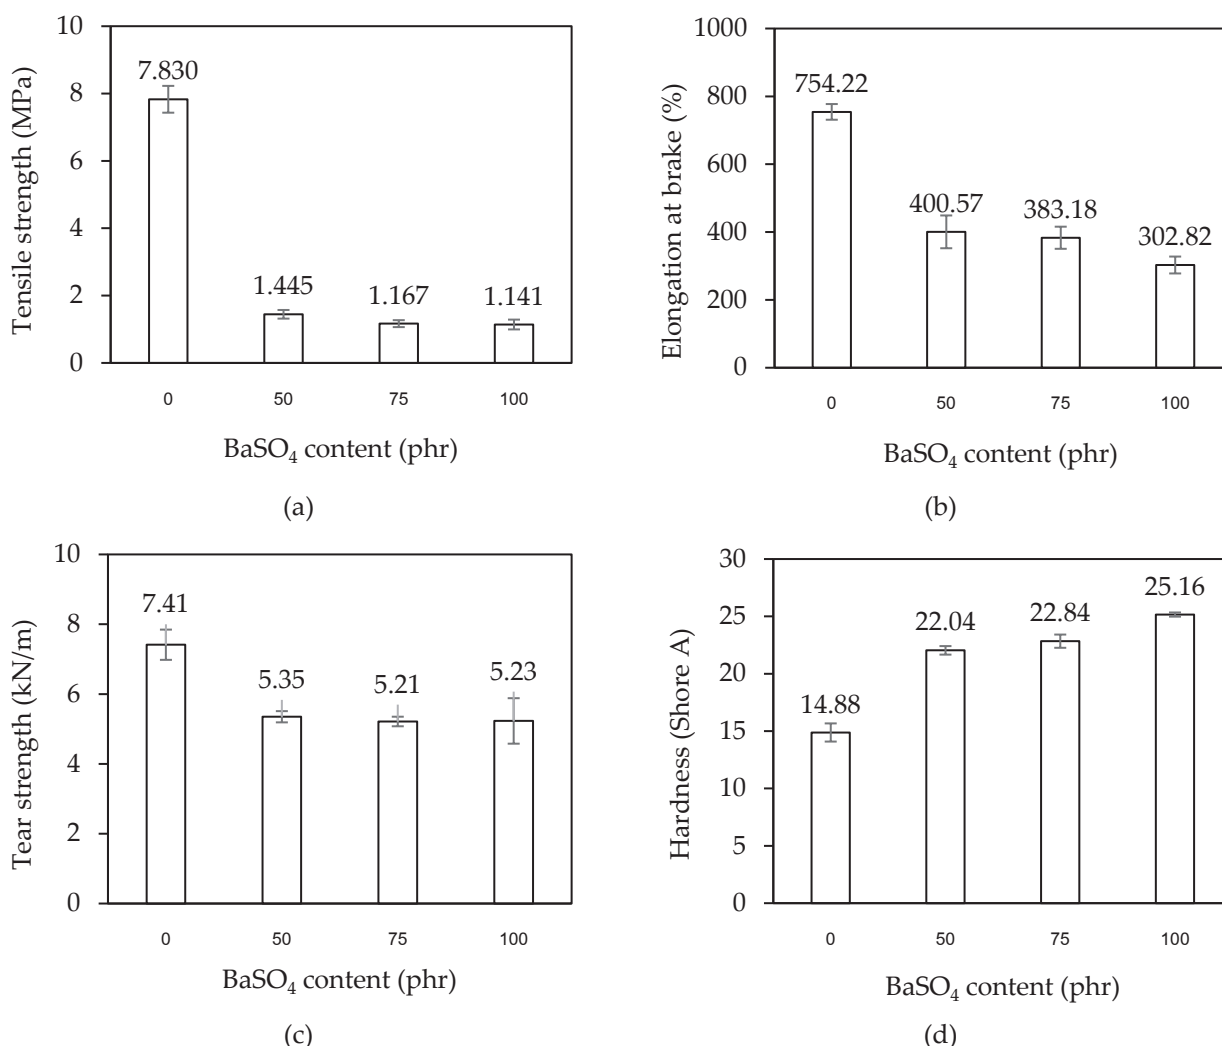 Tensile strength (MPa)
10
8
6
4
2
0
7.830
1.445
1.167
1.141
0 50 75 100
BaSO₄ content (phr)
(a)
Elongation at brake (%)
1000
800
600
400
200
0
754.22
400.57
383.18
302.82
0 50 75 100
BaSO₄ content (phr)
(b)
Tear strength (kN/m)
10
8
6
4
2
0
7.41
5.35
5.21
5.23
0 50 75 100
BaSO₄ content (phr)
(c)
Hardness (Shore A)
30
25
20
15
10
5
0
14.88
22.04
22.84
25.16
0 50 75 100
BaSO₄ content (phr)
(d)